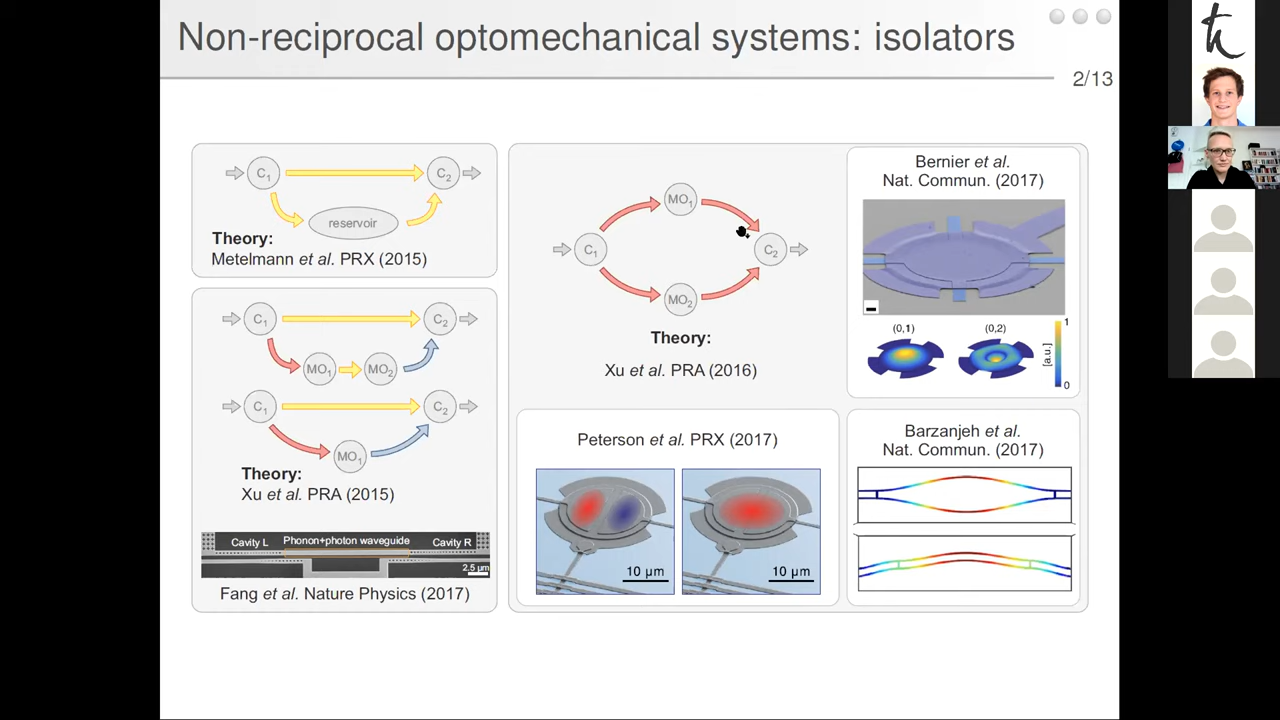 Non-reciprocal optomechanical systems: isolators
2/13
C1
C2
reservoir
Theory:
Metelmann et al. PRX (2015)
C1
C2
MO1
MO2
C1
C2
MO1
Theory:
Xu et al. PRA (2015)
Cavity L
Phonon+photon waveguide
Cavity R
2.5 μm
Fang et al. Nature Physics (2017)
MO1
C1
C2
MO2
Theory:
Xu et al. PRA (2016)
Bernier et al.
Nat. Commun. (2017)
(0,1)
(0,2)
1
[a.u.]
0
Peterson et al. PRX (2017)
10 μm
10 μm
Barzanjeh et al.
Nat. Commun. (2017)